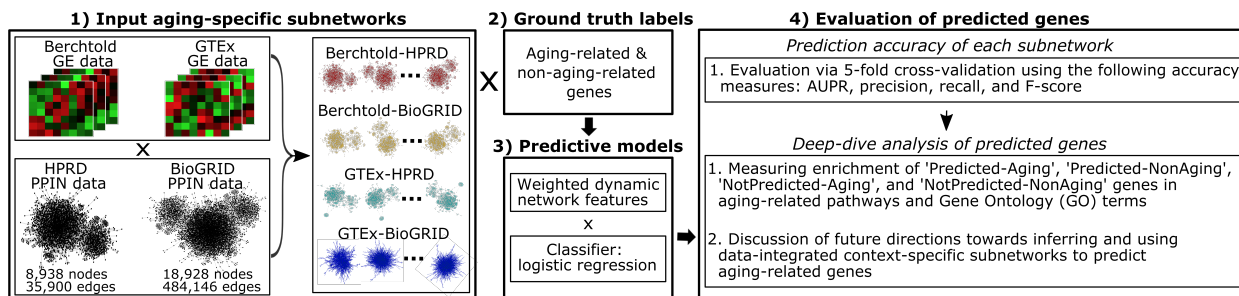 1) Input aging-specific subnetworks
Berchtold
GE data
GTEx
GE data
X
HPRD
PPIN data
8,938 nodes
35,900 edges
BioGRID
PPIN data
18,928 nodes
484,146 edges
Berchtold-HPRD
Berchtold-BioGRID
GTEx-HPRD
GTEx-BioGRID
X
2) Ground truth labels
Aging-related &
non-aging-related
genes
3) Predictive models
Weighted dynamic
network features
x
Classifier:
logistic regression
4) Evaluation of predicted genes
Prediction accuracy of each subnetwork
1. Evaluation via 5-fold cross-validation using the following accuracy
measures: AUPR, precision, recall, and F-score
Deep-dive analysis of predicted genes
1. Measuring enrichment of 'Predicted-Aging', 'Predicted-NonAging',
'NotPredicted-Aging', and 'NotPredicted-NonAging' genes in
aging-related pathways and Gene Ontology (GO) terms
2. Discussion of future directions towards inferring and using
data-integrated context-specific subnetworks to predict
aging-related genes